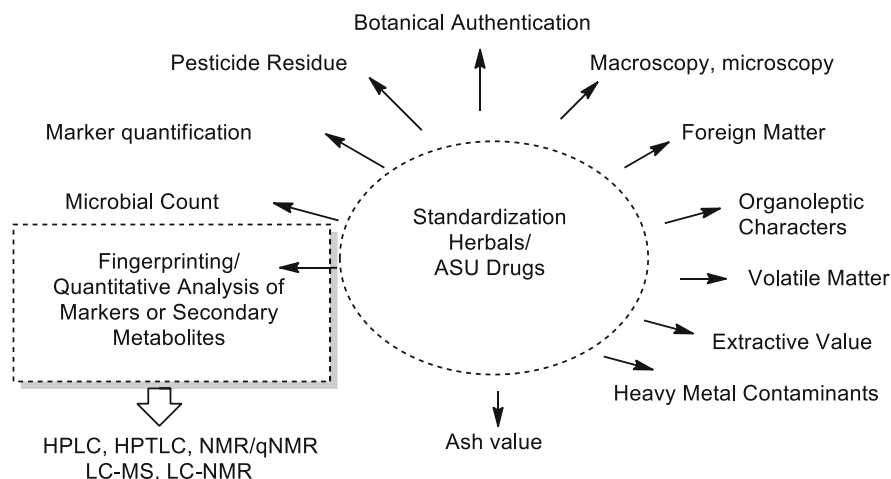 Botanical Authentication
Pesticide Residue
Macroscopy, microscopy
Marker quantification
Foreign Matter
Microbial Count
Organoleptic
Characters
Standardization
Herbals/
ASU Drugs
Fingerprinting/
Quantitative Analysis of
Markers or Secondary
Metabolites
Volatile Matter
Extractive Value
Heavy Metal Contaminants
Ash value
HPLC, HPTLC, NMR/qNMR
LC-MS. LC-NMR